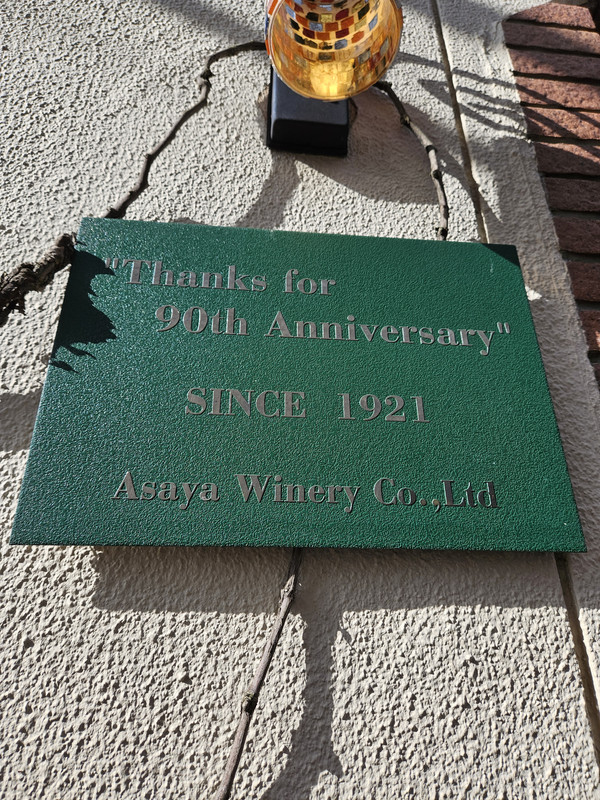 "Thanks for
90th Anniversary"
SINCE 1921
Asaya Winery Co.,Ltd